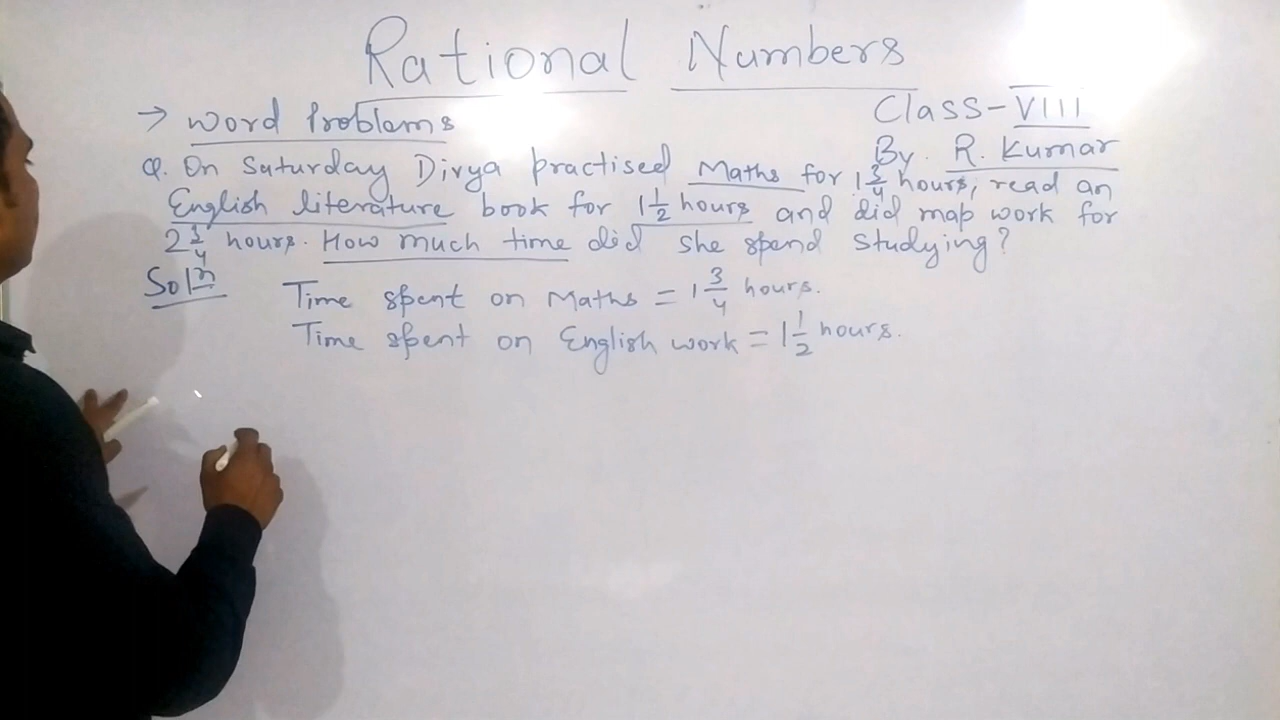 Rational Numbers
Class-VIII
→ Word Problems
By. R. Kumar
Q. On Saturday Divya practised Maths for 1 3/4 hours, read an
English literature book for 1 1/2 hours and did map work for
2 3/4 hours. How much time did she spend studying?
Solⁿ
Time spent on Maths = 1 3/4 hours.
Time spent on English work = 1 1/2 hours.